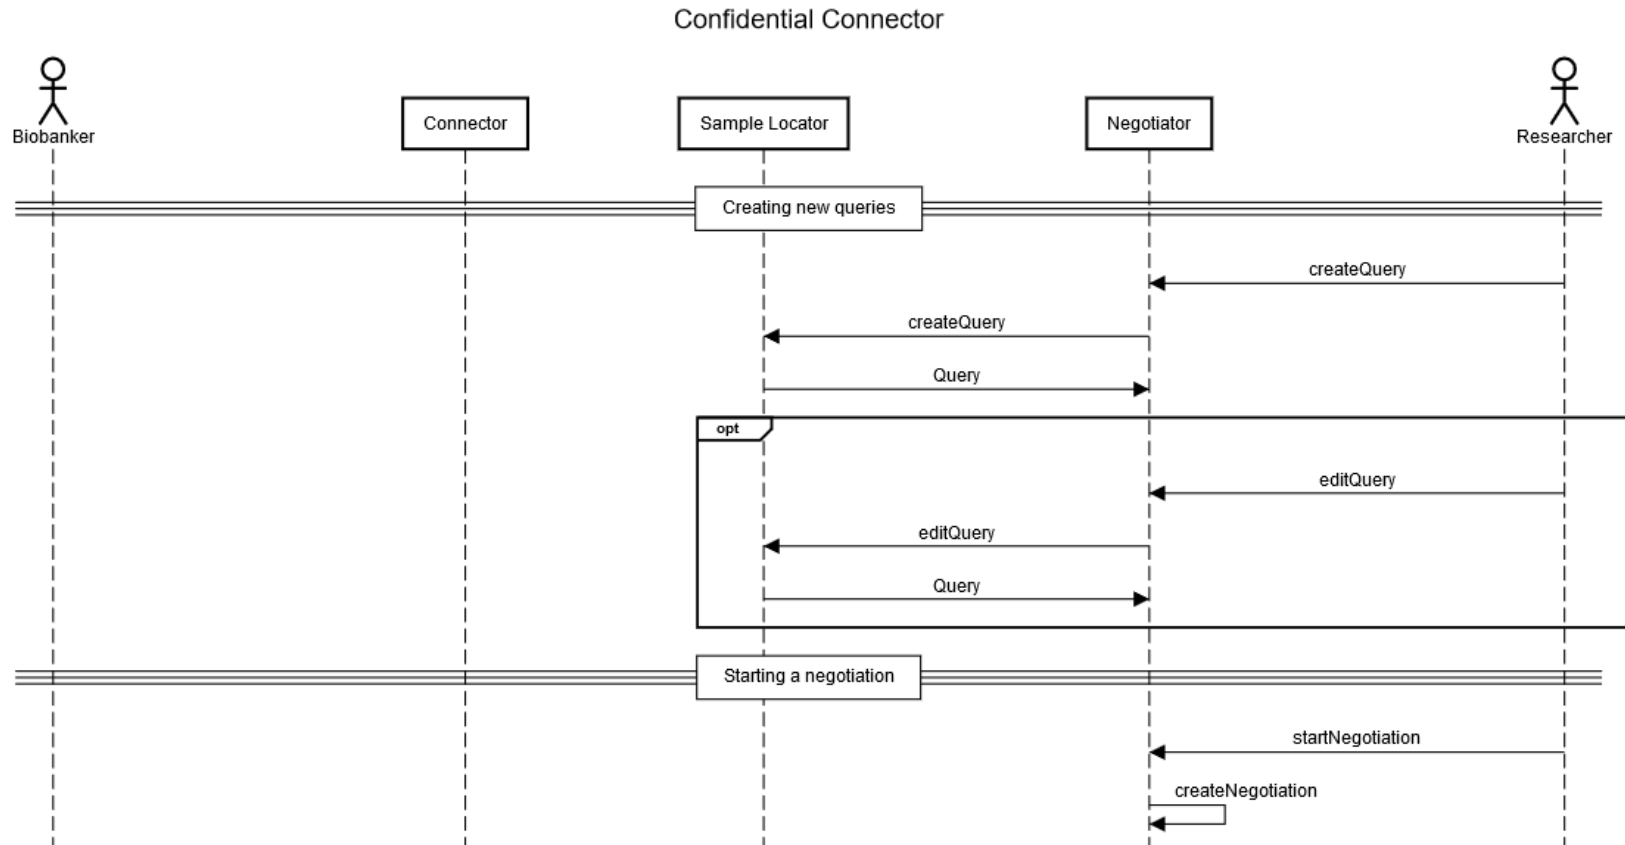 Confidential Connector
Biobanker
Connector
Sample Locator
Negotiator
Researcher
Creating new queries
createQuery
createQuery
Query
opt
editQuery
editQuery
Query
Starting a negotiation
startNegotiation
createNegotiation